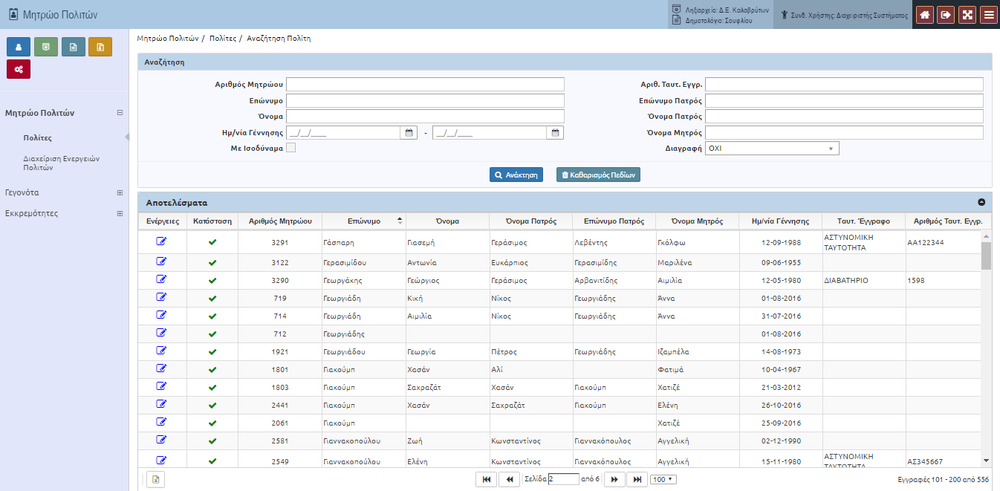 Μητρώο Πολιτών
Ληξιαρχείο: Δ.Ε. Καλαβρύτων
Δημοτολόγιο: Σουφλίου
Συνδ. Χρήστης: Διαχειριστής Συστήματος
Μητρώο Πολιτών / Πολίτες / Αναζήτηση Πολίτη
Μητρώο Πολιτών
Πολίτες
Διαχείριση Ενεργειών
Πολιτών
Γεγονότα
Εκκρεμότητες
Αναζήτηση
Αριθμός Μητρώου
Αριθ. Ταυτ. Εγγρ.
Επώνυμο
Επώνυμο Πατρός
Όνομα
Όνομα Πατρός
Ημ/νία Γέννησης __/__/____ - __/__/____
Όνομα Μητρός
Με Ισοδύναμα
Διαγραφή ΟΧΙ
Ανάκτηση Καθαρισμός Πεδίων
Αποτελέσματα
Ενέργειες Κατάσταση Αριθμός Μητρώου Επώνυμο Όνομα Όνομα Πατρός Επώνυμο Πατρός Όνομα Μητρός Ημ/νία Γέννησης Ταυτ. Έγγραφο Αριθμός Ταυτ. Εγγρ.
3291 Γάσπαρη Γιασεμή Γεράσιμος Λεβέντης Γκόλφω 12-09-1988 ΑΣΤΥΝΟΜΙΚΗ ΤΑΥΤΟΤΗΤΑ ΑΑ122344
3122 Γερασιμίδου Αντωνία Ευκάρπιος Γερασιμίδης Μαριλένα 09-06-1955
3290 Γεωργάκης Γεώργιος Γεράσιμος Αρβανιτίδης Αιμιλία 12-05-1980 ΔΙΑΒΑΤΗΡΙΟ 1598
719 Γεωργιάδη Κική Νίκος Γεωργιάδης Άννα 01-08-2016
714 Γεωργιάδη Αιμιλία Νίκος Γεωργιάδης Άννα 31-07-2016
712 Γεωργιάδης 01-08-2016
1921 Γεωργιάδου Γεωργία Πέτρος Γεωργιάδης Ιζαμπέλα 14-08-1973
1801 Γιακούμπ Χασάν Αλί Φατιμά 10-04-1967
1803 Γιακούμπ Σαχραζάτ Χασάν Γιακούμπ Χατιζέ 21-03-2012
2441 Γιακούμπ Χασάν Σαχραζάτ Γιακούμπ Ελένη 26-10-2016
2061 Γιακούμπ Χατιζέ 25-09-2016
2581 Γιαννακοπούλου Ζωή Κωνσταντίνος Γιαννακόπουλος Αγγελική 02-12-1990
2549 Γιαννακοπούλου Ελένη Κωνσταντίνος Γιαννακόπουλος Αγγελική 15-11-1980 ΑΣΤΥΝΟΜΙΚΗ ΤΑΥΤΟΤΗΤΑ ΑΣ345667
Σελίδα 2 από 6 100
Εγγραφές 101 - 200 από 556